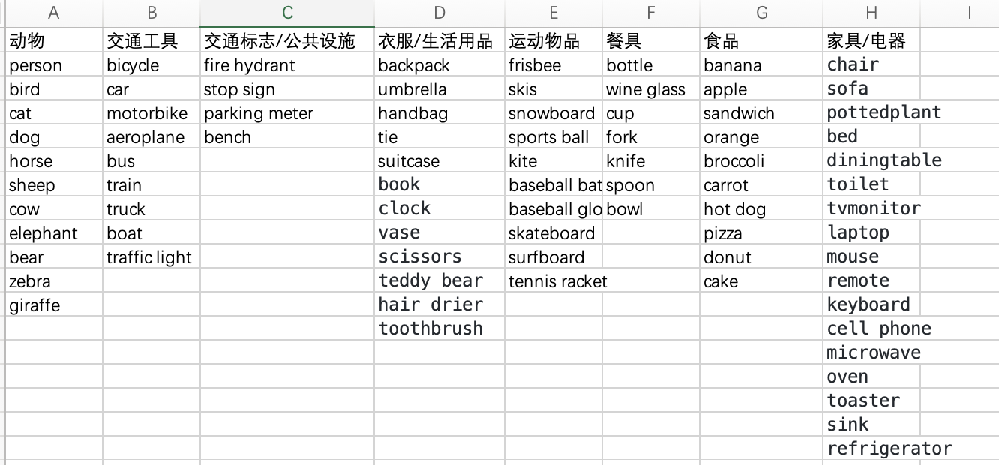 A B C D E F G H I
动物 交通工具 交通标志/公共设施 衣服/生活用品 运动物品 餐具 食品 家具/电器
person bicycle fire hydrant backpack frisbee bottle banana chair
bird car stop sign umbrella skis wine glass apple sofa
cat motorbike parking meter handbag snowboard cup sandwich pottedplant
dog aeroplane bench tie sports ball fork orange bed
horse bus suitcase kite knife broccoli diningtable
sheep train book baseball bat spoon carrot toilet
cow truck clock baseball glo bowl hot dog tvmonitor
elephant boat vase skateboard pizza laptop
bear traffic light scissors surfboard donut mouse
zebra teddy bear tennis racket cake remote
giraffe hair drier keyboard
toothbrush cell phone
microwave
oven
toaster
sink
refrigerator